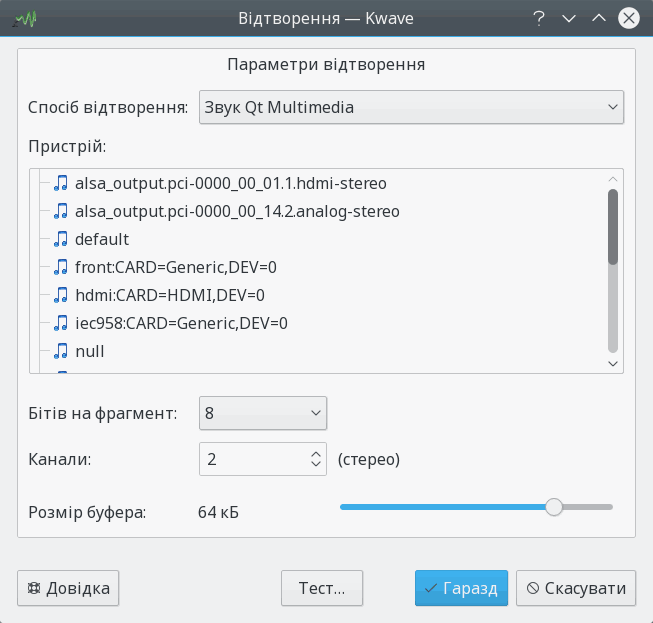 Відтворення — Kwave
Параметри відтворення
Спосіб відтворення: Звук Qt Multimedia
Пристрій:
alsa_output.pci-0000_00_01.1.hdmi-stereo
alsa_output.pci-0000_00_14.2.analog-stereo
default
front:CARD=Generic,DEV=0
hdmi:CARD=HDMI,DEV=0
iec958:CARD=Generic,DEV=0
null
Бітів на фрагмент: 8
Канали: 2 (стерео)
Розмір буфера: 64 кБ
Довідка Тест... Гаразд Скасувати